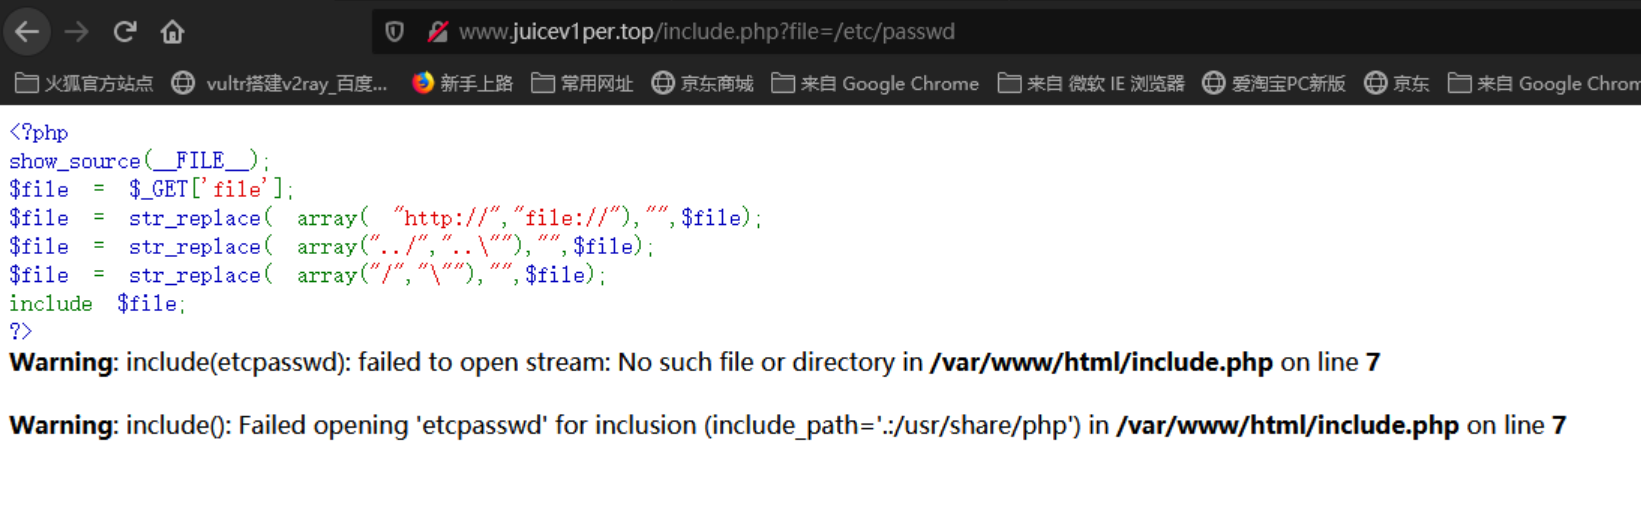 www.juicev1per.top/include.php?file=/etc/passwd
火狐官方站点 vultr搭建v2ray_百度... 新手上路 常用网址 京东商城 来自 Google Chrome 来自 微软 IE 浏览器 爱淘宝PC新版 京东 来自 Google Chrom
<?php
show_source(__FILE__);
$file = $_GET['file'];
$file = str_replace( array( "http://","file://"),"",$file);
$file = str_replace( array("../","..\""),"",$file);
$file = str_replace( array("/","\""),"",$file);
include $file;
?>
Warning: include(etcpasswd): failed to open stream: No such file or directory in /var/www/html/include.php on line 7
Warning: include(): Failed opening 'etcpasswd' for inclusion (include_path='.:/usr/share/php') in /var/www/html/include.php on line 7